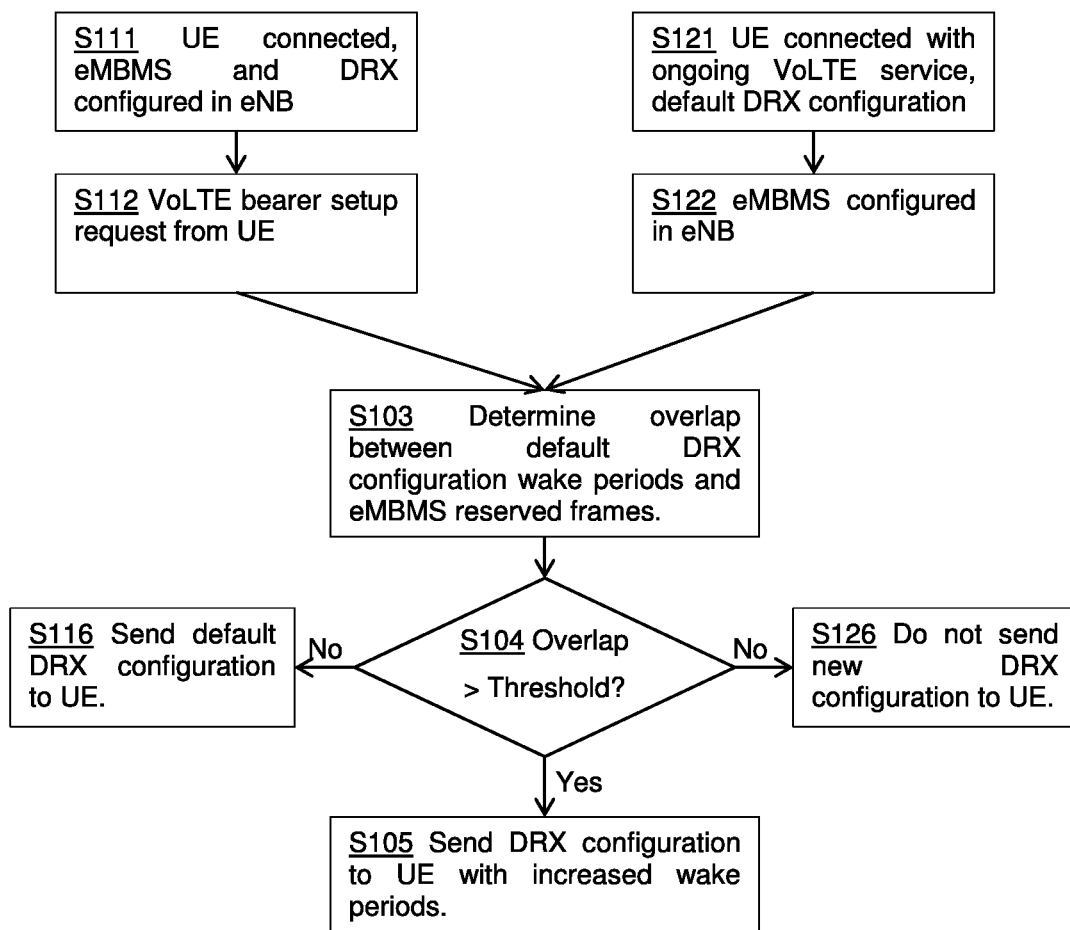 S111 UE connected,
eMBMS and DRX
configured in eNB
S121 UE connected with
ongoing VoLTE service,
default DRX configuration
S112 VoLTE bearer setup
request from UE
S122 eMBMS configured
in eNB
S103 Determine overlap
between default DRX
configuration wake periods and
eMBMS reserved frames.
S104 Overlap
> Threshold?
No
S116 Send default
DRX configuration
to UE.
No
S126 Do not send
new DRX
configuration to UE.
Yes
S105 Send DRX configuration
to UE with increased wake
periods.